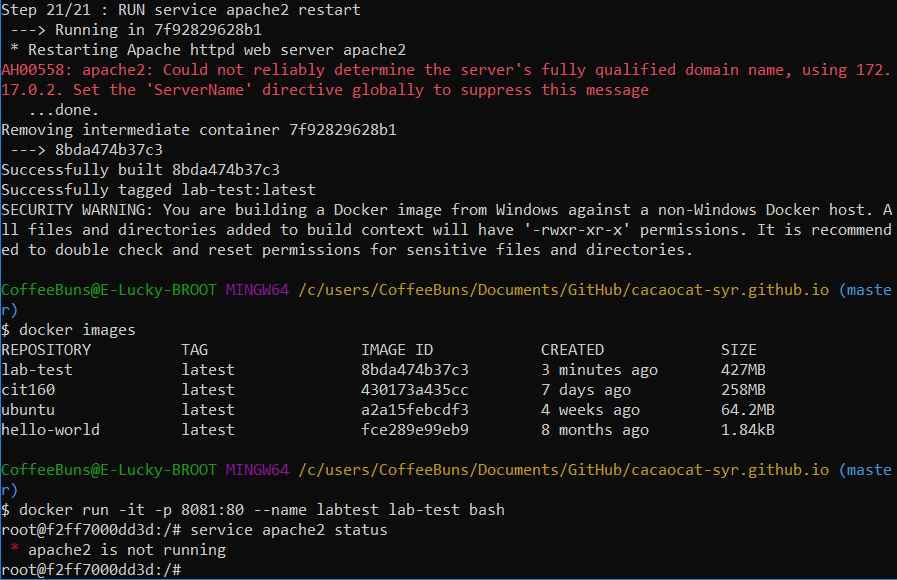 Step 21/21 : RUN service apache2 restart
 ---> Running in 7f92829628b1
 * Restarting Apache httpd web server apache2
AH00558: apache2: Could not reliably determine the server's fully qualified domain name, using 172.
17.0.2. Set the 'ServerName' directive globally to suppress this message
   ...done.
Removing intermediate container 7f92829628b1
 ---> 8bda474b37c3
Successfully built 8bda474b37c3
Successfully tagged lab-test:latest
SECURITY WARNING: You are building a Docker image from Windows against a non-Windows Docker host. A
ll files and directories added to build context will have '-rwxr-xr-x' permissions. It is recommend
ed to double check and reset permissions for sensitive files and directories.
CoffeeBuns@E-Lucky-BROOT MINGW64 /c/users/CoffeeBuns/Documents/GitHub/cacaocat-syr.github.io (maste
r)
$ docker images
REPOSITORY          TAG                 IMAGE ID            CREATED             SIZE
lab-test            latest              8bda474b37c3        3 minutes ago       427MB
cit160              latest              430173a435cc        7 days ago          258MB
ubuntu              latest              a2a15febcdf3        4 weeks ago         64.2MB
hello-world         latest              fce289e99eb9        8 months ago        1.84kB
CoffeeBuns@E-Lucky-BROOT MINGW64 /c/users/CoffeeBuns/Documents/GitHub/cacaocat-syr.github.io (maste
r)
$ docker run -it -p 8081:80 --name labtest lab-test bash
root@f2ff7000dd3d:/# service apache2 status
 * apache2 is not running
root@f2ff7000dd3d:/#